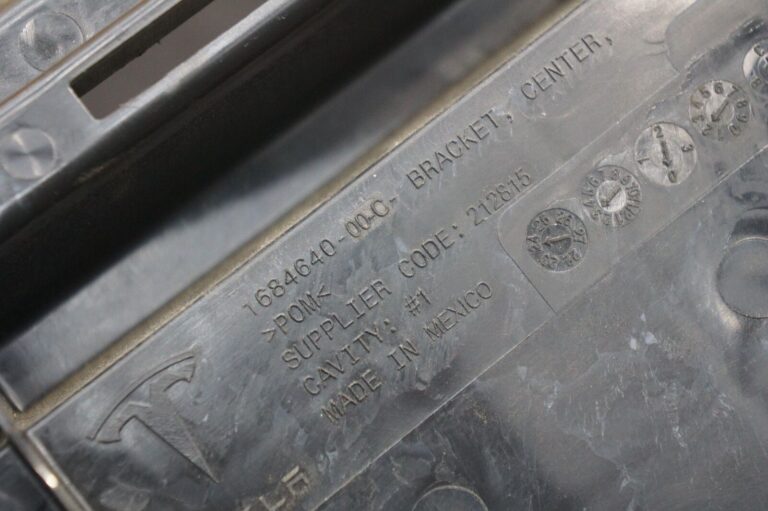 1684640-00-C- BRACKET, CENTER,
>POM<
SUPPLIER CODE: 212815
CAVITY: #1
MADE IN MEXICO